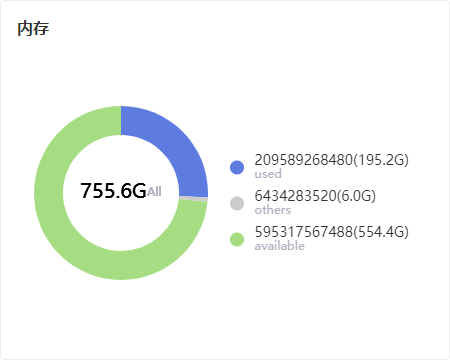 内存
755.6G All
209589268480(195.2G)
used
6434283520(6.0G)
others
595317567488(554.4G)
available